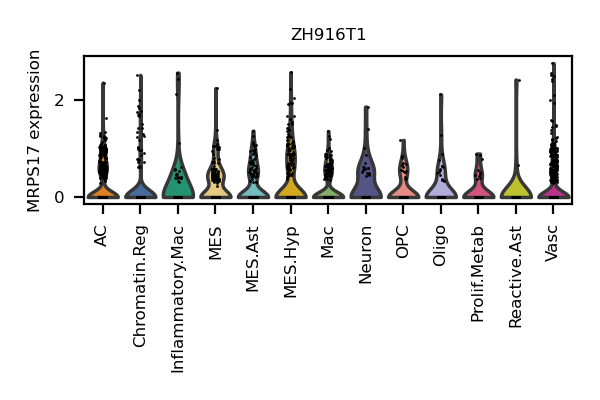 ZH916T1
MRPS17 expression
2
0
AC
Chromatin.Reg
Inflammatory.Mac
MES
MES.Ast
MES.Hyp
Mac
Neuron
OPC
Oligo
Prolif.Metab
Reactive.Ast
Vasc